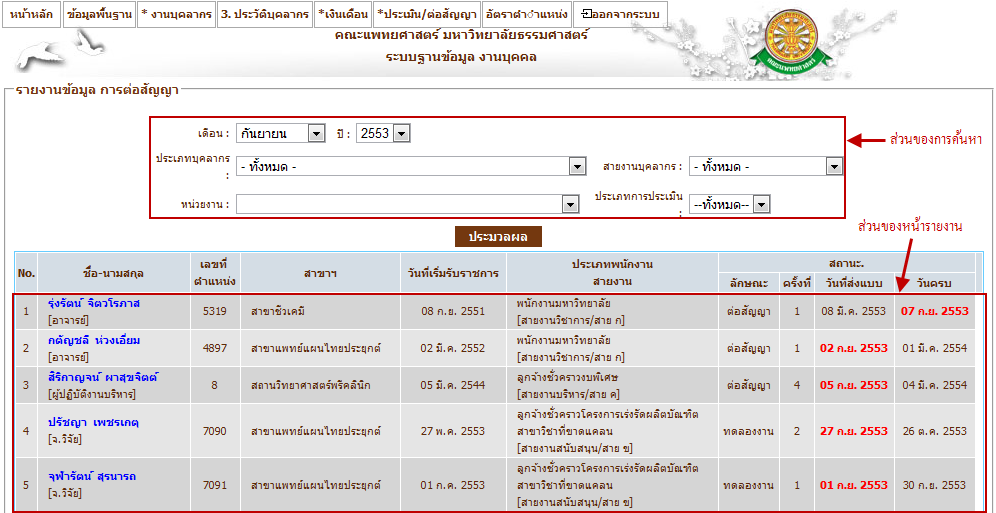 หน้าหลัก ข้อมูลพื้นฐาน * งานบุคลากร 3. ประวัติบุคลากร *เงินเดือน *ประเมิน/ต่อสัญญา อัตราตำแหน่ง ออกจากระบบ
คณะแพทยศาสตร์ มหาวิทยาลัยธรรมศาสตร์
ระบบฐานข้อมูล งานบุคคล
รายงานข้อมูล การต่อสัญญา
เดือน : กันยายน ปี : 2553
ส่วนของการค้นหา
ประเภทบุคลากร : - ทั้งหมด - สายงานบุคลากร : - ทั้งหมด -
หน่วยงาน : ประเภทการประเมิน : --ทั้งหมด--
ส่วนของหน้ารายงาน
ประมวลผล
No. ชื่อ-นามสกุล เลขที่ตำแหน่ง สาขาฯ วันที่เริ่มรับราชการ ประเภทพนักงาน สายงาน สถานะ.
ลักษณะ ครั้งที่ วันที่ส่งแบบ วันครบ
1 รุ่งรัตน์ จิตวโรภาส 5319 สาขาชีวเคมี 08 ก.ย. 2551 พนักงานมหาวิทยาลัย ต่อสัญญา 1 08 มี.ค. 2553 07 ก.ย. 2553
[อาจารย์] [สายงานวิชาการ/สาย ก]
2 กตัญชลี ห่วงเอี่ยม 4897 สาขาแพทย์แผนไทยประยุกต์ 02 มี.ค. 2552 พนักงานมหาวิทยาลัย ต่อสัญญา 1 02 ก.ย. 2553 01 มี.ค. 2554
[อาจารย์] [สายงานวิชาการ/สาย ก]
3 สิริกาญจน์ ผาสุขจิตต์ 8 สถานวิทยาศาสตร์พรีคลินิก 05 มี.ค. 2544 ลูกจ้างชั่วคราวงบพิเศษ ต่อสัญญา 4 05 ก.ย. 2553 04 มี.ค. 2554
[ผู้ปฏิบัติงานบริหาร] [สายงานบริหาร/สาย ค]
4 ปรัชญา เพชรเกตุ 7090 สาขาแพทย์แผนไทยประยุกต์ 27 พ.ค. 2553 ลูกจ้างชั่วคราวโครงการเร่งรัดผลิตบัณฑิต ทดลองงาน 2 27 ก.ย. 2553 26 ต.ค. 2553
[จ.วิจัย] สาขาวิชาที่ขาดแคลน
[สายงานสนับสนุน/สาย ข]
5 จุฬารัตน์ สุรนารถ 7091 สาขาแพทย์แผนไทยประยุกต์ 01 ก.ค. 2553 ลูกจ้างชั่วคราวโครงการเร่งรัดผลิตบัณฑิต ทดลองงาน 1 01 ก.ย. 2553 30 ก.ย. 2553
[จ.วิจัย] สาขาวิชาที่ขาดแคลน
[สายงานสนับสนุน/สาย ข]